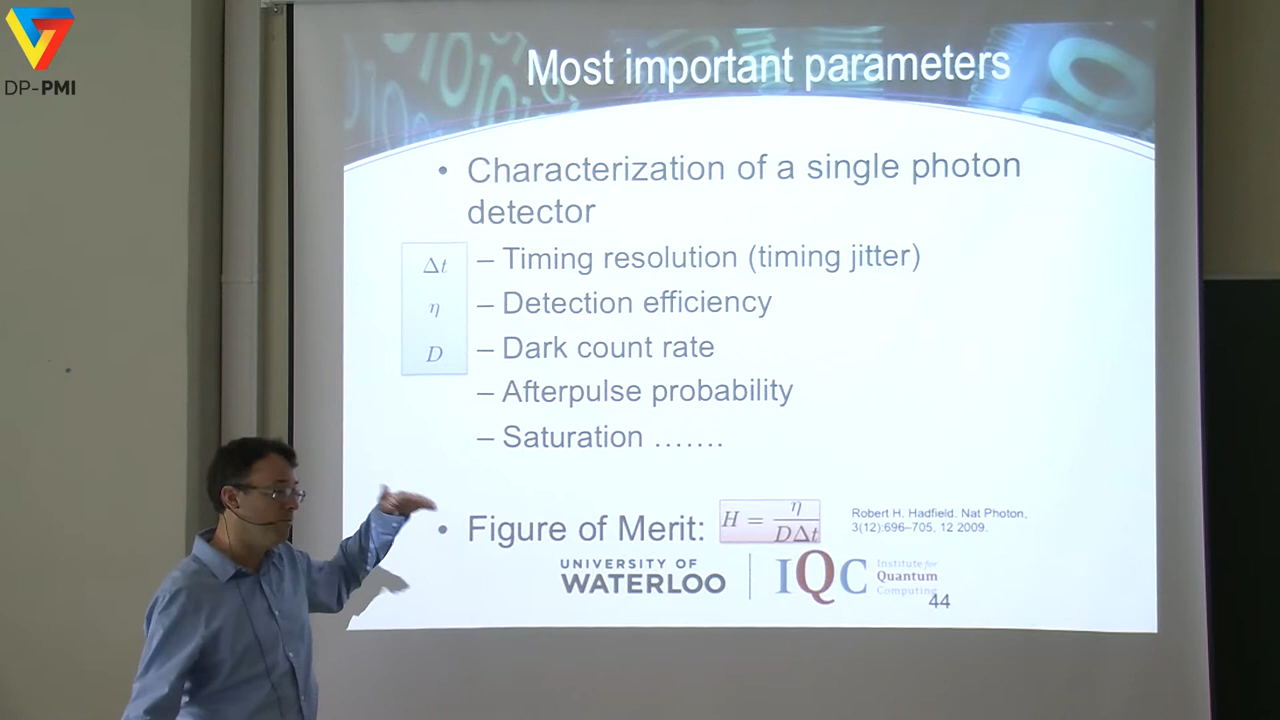 DP-PMI
Most important parameters
• Characterization of a single photon
detector
Δt – Timing resolution (timing jitter)
η – Detection efficiency
D – Dark count rate
– Afterpulse probability
– Saturation …….
• Figure of Merit: H = η / DΔt
Robert H. Hadfield. Nat Photon,
3(12):696–705, 12 2009.
UNIVERSITY OF
WATERLOO
IQC
Institute for
Quantum
Computing
44